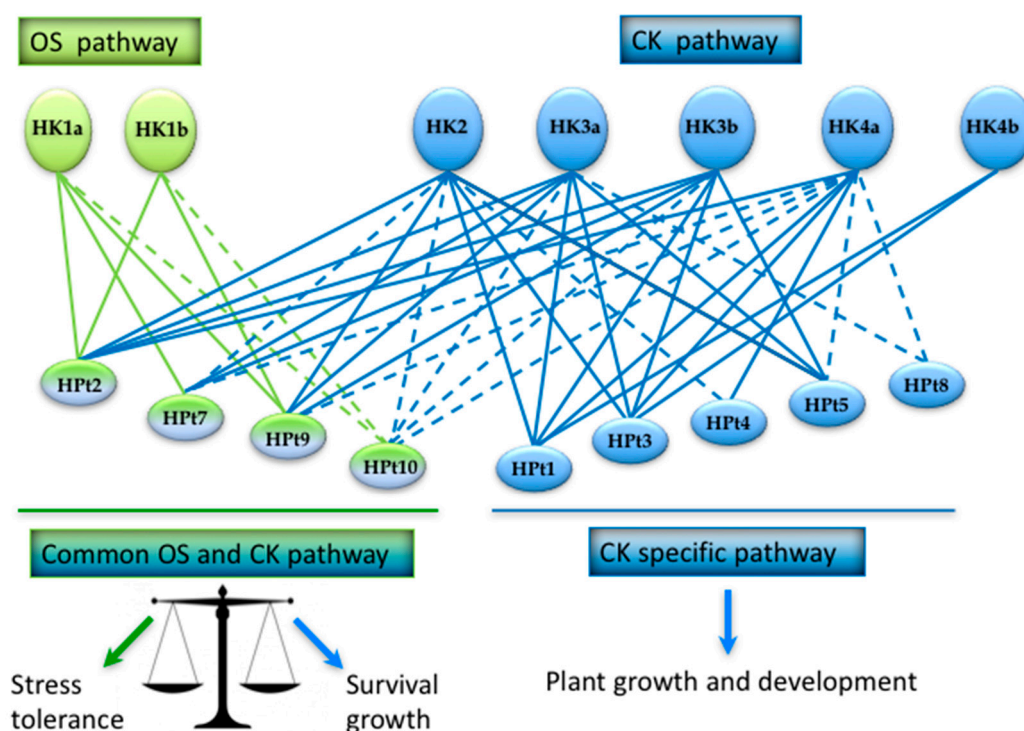 OS pathway
CK pathway
HK1a
HK1b
HK2
HK3a
HK3b
HK4a
HK4b
HPt2
HPt7
HPt9
HPt10
HPt1
HPt3
HPt4
HPt5
HPt8
Common OS and CK pathway
CK specific pathway
Stress
tolerance
Survival
growth
Plant growth and development